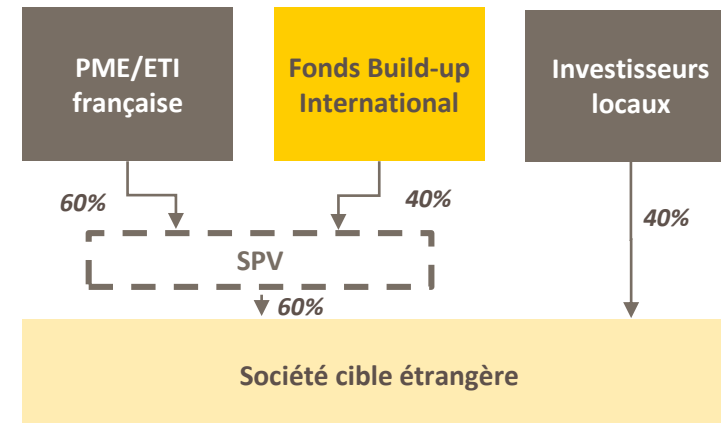 PME/ETI
française
Fonds Build-up
International
Investisseurs
locaux
60%
40%
40%
SPV
60%
Société cible étrangère